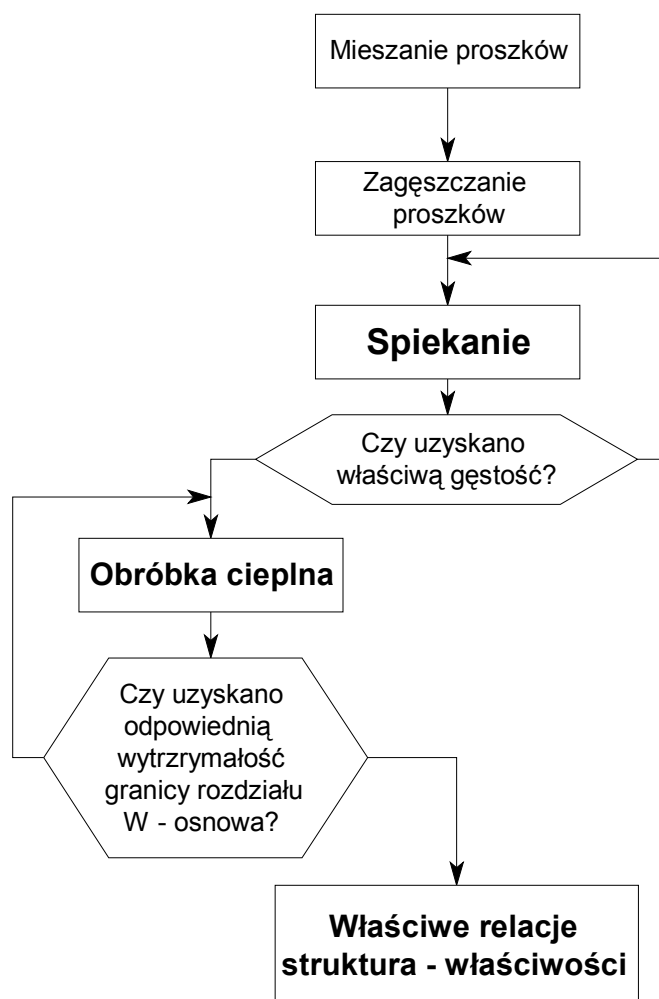 Mieszanie proszków
Zagęszczanie
proszków
Spiekanie
Czy uzyskano
właściwą gęstość?
Obróbka cieplna
Czy uzyskano
odpowiednią
wytrzrymałość
granicy rozdziału
W - osnowa?
Właściwe relacje
struktura - właściwości